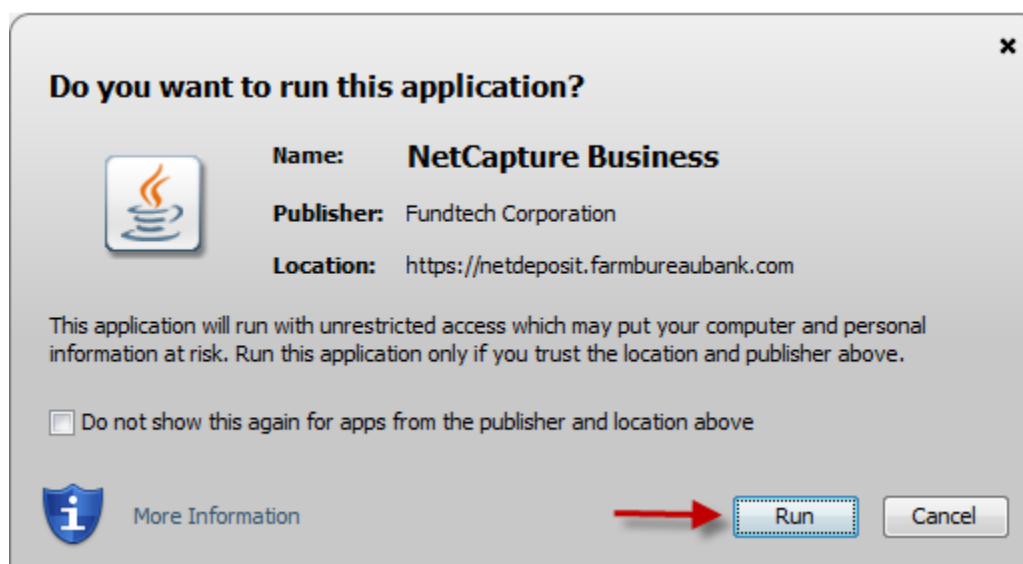 Do you want to run this application?
Name: NetCapture Business
Publisher: Fundtech Corporation
Location: https://netdeposit.farmbureaubank.com
This application will run with unrestricted access which may put your computer and personal
information at risk. Run this application only if you trust the location and publisher above.
Do not show this again for apps from the publisher and location above
More Information
Run
Cancel